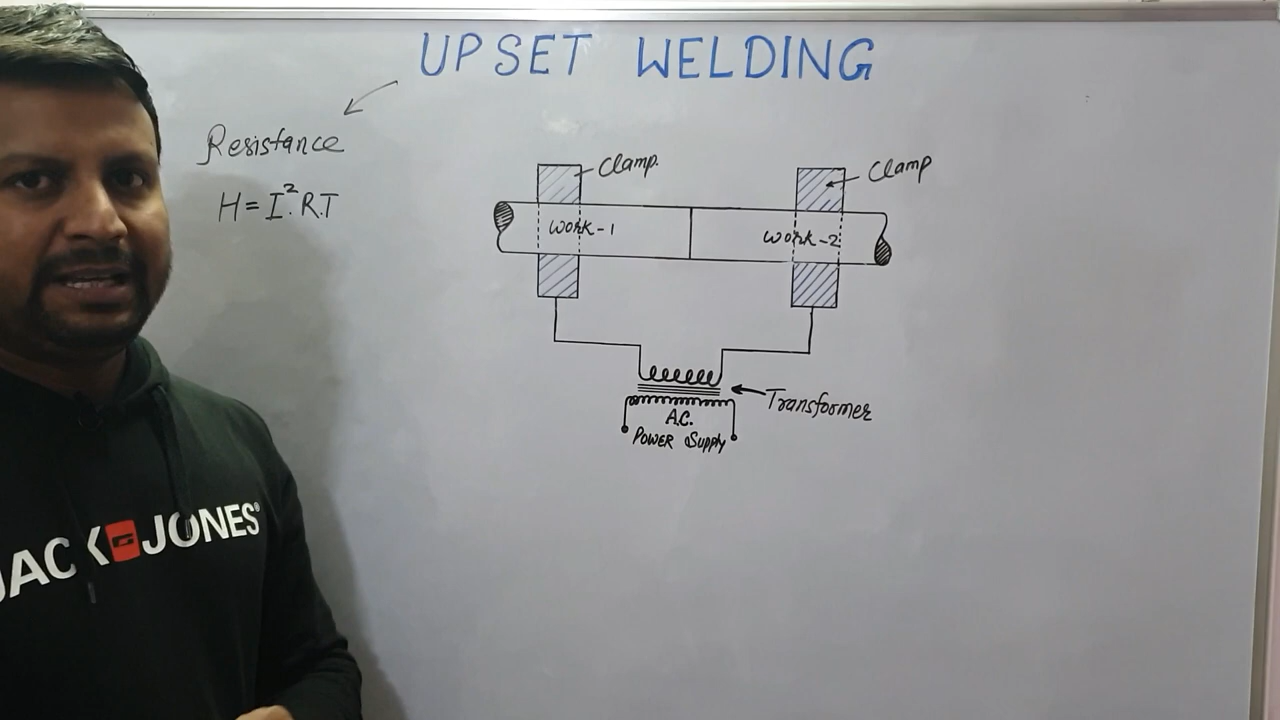 UPSET WELDING
Resistance
H=I².R.T
Clamp.
Clamp
WORK-1
WORK-2
Transformer
A.C.
POWER Supply
JACK JONES®